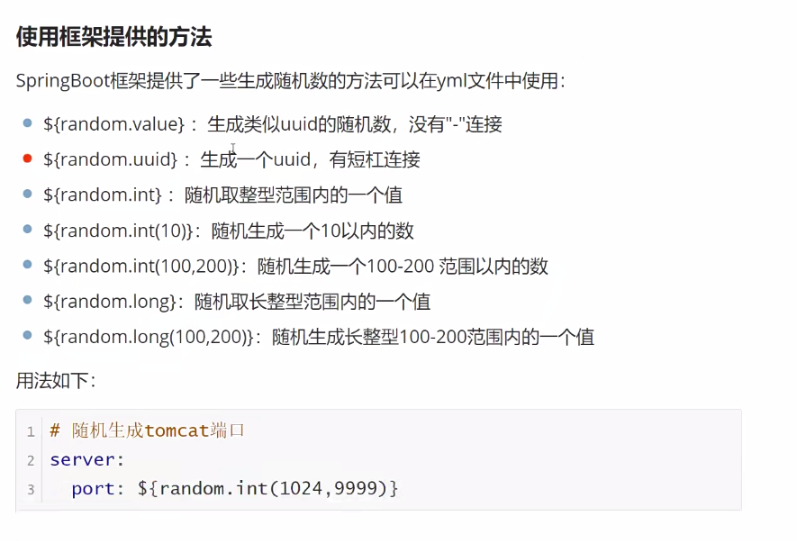 使用框架提供的方法
SpringBoot框架提供了一些生成随机数的方法可以在yml文件中使用：
${random.value} ：生成类似uuid的随机数，没有"-"连接
${random.uuid} ：生成一个uuid，有短杠连接
${random.int} ：随机取整型范围内的一个值
${random.int(10)}：随机生成一个10以内的数
${random.int(100,200)}：随机生成一个100-200 范围以内的数
${random.long}：随机取长整型范围内的一个值
${random.long(100,200)}：随机生成长整型100-200范围内的一个值
用法如下：
1 # 随机生成tomcat端口
2 server:
3 port: ${random.int(1024,9999)}